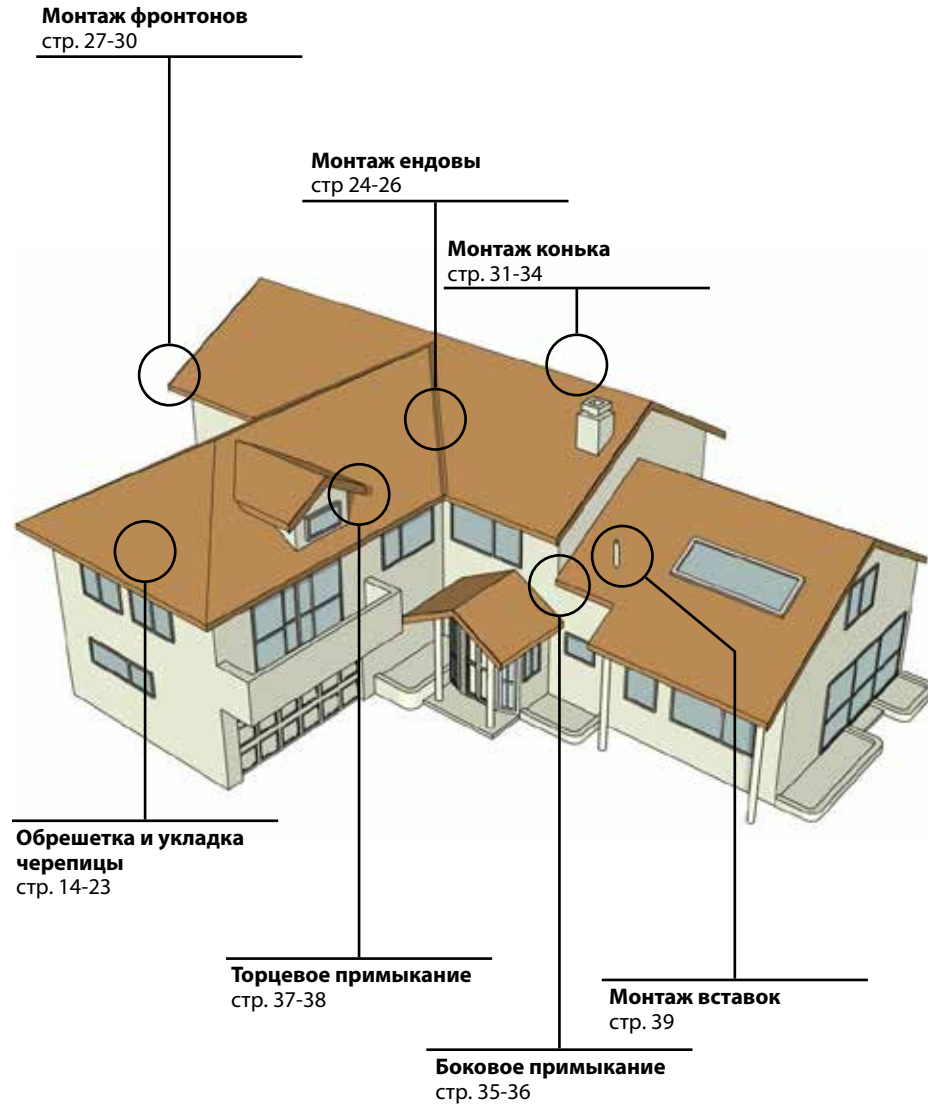 Монтаж фронтонов
стр. 27-30
Монтаж ендовы
стр 24-26
Монтаж конька
стр. 31-34
Обрешетка и укладка
черепицы
стр. 14-23
Торцевое примыкание
стр. 37-38
Монтаж вставок
стр. 39
Боковое примыкание
стр. 35-36